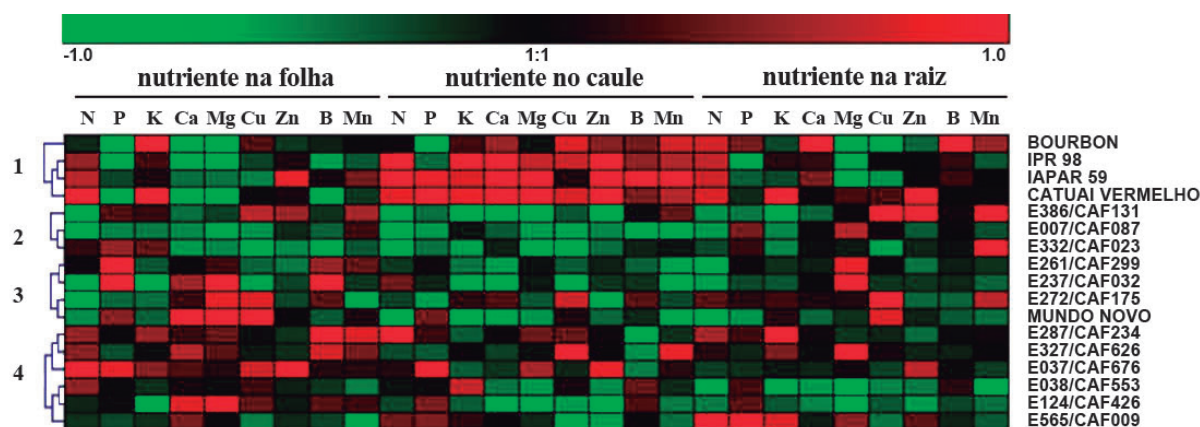 -1.0 1:1 1.0
nutriente na folha nutriente no caule nutriente na raiz
N P K Ca Mg Cu Zn B Mn N P K Ca Mg Cu Zn B Mn N P K Ca Mg Cu Zn B Mn
BOURBON
1 IPR 98
IAPAR 59
CATUAI VERMELHO
E386/CAF131
2 E007/CAF087
E332/CAF023
E261/CAF299
3 E237/CAF032
E272/CAF175
MUNDO NOVO
E287/CAF234
E327/CAF626
4 E037/CAF676
E038/CAF553
E124/CAF426
E565/CAF009